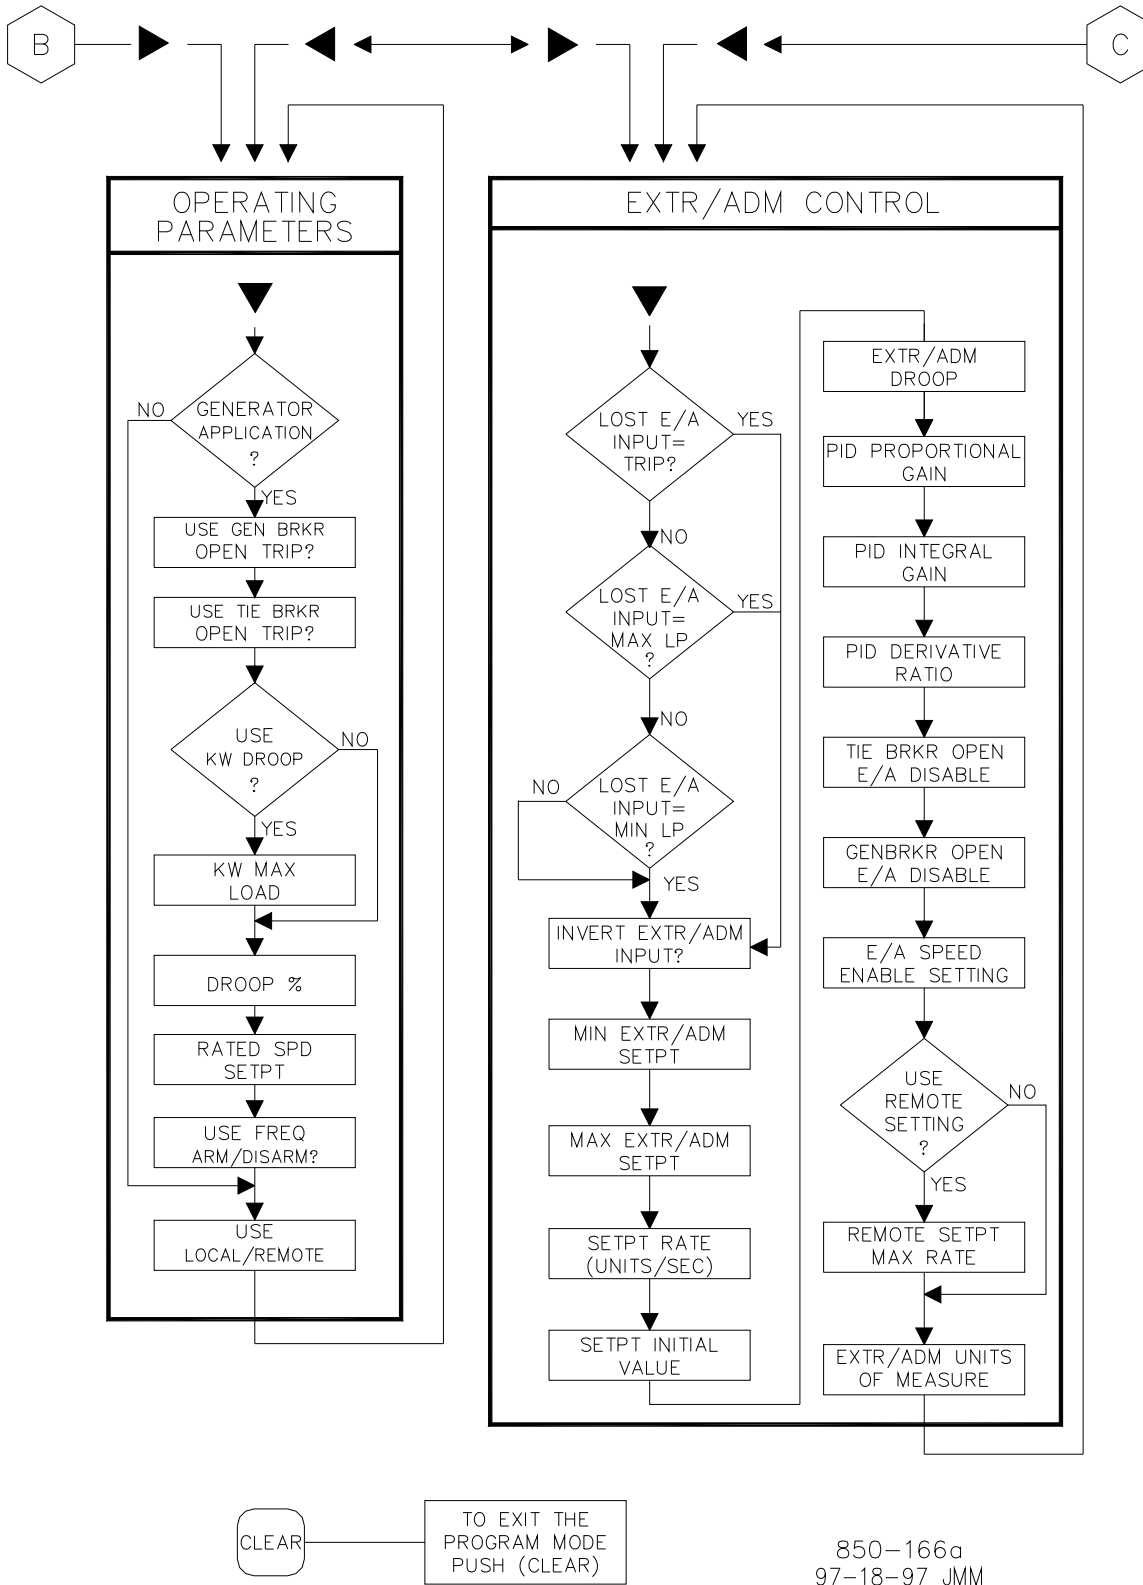 B
C
OPERATING
PARAMETERS
GENERATOR
APPLICATION
?
NO
YES
USE GEN BRKR
OPEN TRIP?
USE TIE BRKR
OPEN TRIP?
USE
KW DROOP
?
NO
YES
KW MAX
LOAD
DROOP %
RATED SPD
SETPT
USE FREQ
ARM/DISARM?
USE
LOCAL/REMOTE
EXTR/ADM CONTROL
LOST E/A
INPUT=
TRIP?
YES
NO
LOST E/A
INPUT=
MAX LP
?
YES
NO
LOST E/A
INPUT=
MIN LP
?
NO
YES
INVERT EXTR/ADM
INPUT?
MIN EXTR/ADM
SETPT
MAX EXTR/ADM
SETPT
SETPT RATE
(UNITS/SEC)
SETPT INITIAL
VALUE
EXTR/ADM
DROOP
PID PROPORTIONAL
GAIN
PID INTEGRAL
GAIN
PID DERIVATIVE
RATIO
TIE BRKR OPEN
E/A DISABLE
GENBRKR OPEN
E/A DISABLE
E/A SPEED
ENABLE SETTING
USE
REMOTE
SETTING
?
NO
YES
REMOTE SETPT
MAX RATE
EXTR/ADM UNITS
OF MEASURE
CLEAR
TO EXIT THE
PROGRAM MODE
PUSH (CLEAR)
850-166a
97-18-97 JMM